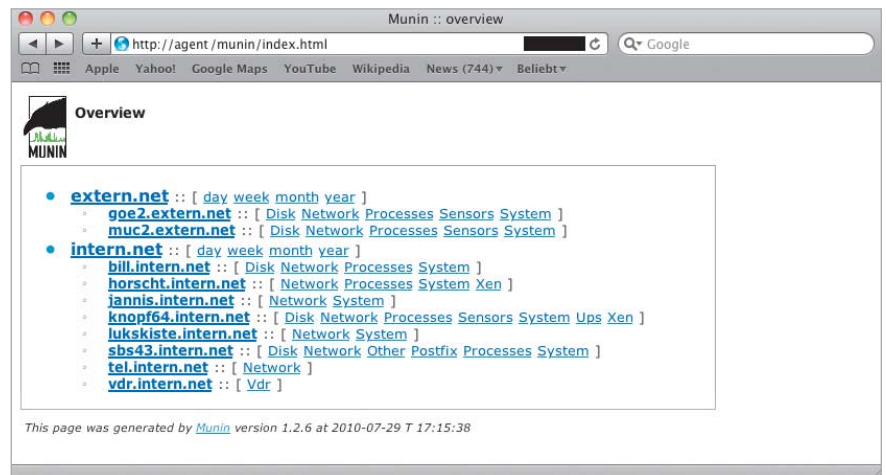 Munin :: overview
http://agent/munin/index.html
Google
Apple Yahoo! Google Maps YouTube Wikipedia News (744) Beliebt
Overview
MUNIN
extern.net :: [ day week month year ]
goe2.extern.net :: [ Disk Network Processes Sensors System ]
muc2.extern.net :: [ Disk Network Processes Sensors System ]
intern.net :: [ day week month year ]
bill.intern.net :: [ Disk Network Processes System ]
horscht.intern.net :: [ Network Processes System Xen ]
jannis.intern.net :: [ Network System ]
knopf64.intern.net :: [ Disk Network Processes Sensors System Ups Xen ]
lukskiste.intern.net :: [ Network System ]
sbs43.intern.net :: [ Disk Network Other Postfix Processes System ]
tel.intern.net :: [ Network ]
vdr.intern.net :: [ Vdr ]
This page was generated by Munin version 1.2.6 at 2010-07-29 T 17:15:38